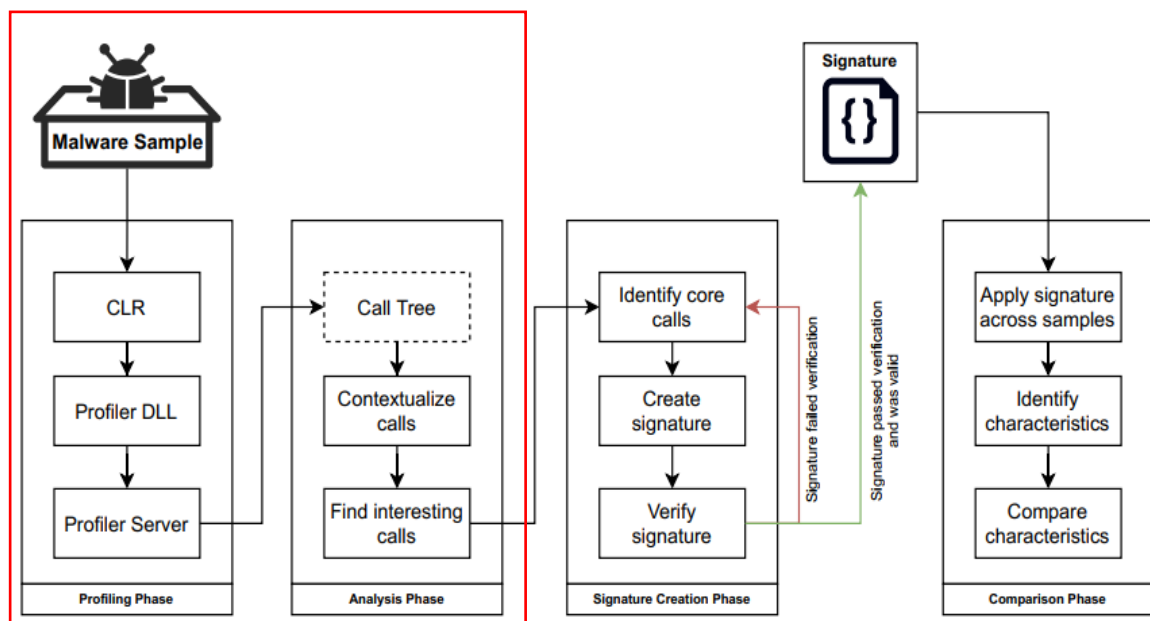 Malware Sample
CLR
Profiler DLL
Profiler Server
Profiling Phase
Call Tree
Contextualize
calls
Find interesting
calls
Analysis Phase
Identify core
calls
Create
signature
Verify
signature
Signature Creation Phase
Signature failed verification
Signature passed verification
and was valid
Signature
{}
Apply signature
across samples
Identify
characteristics
Compare
characteristics
Comparison Phase